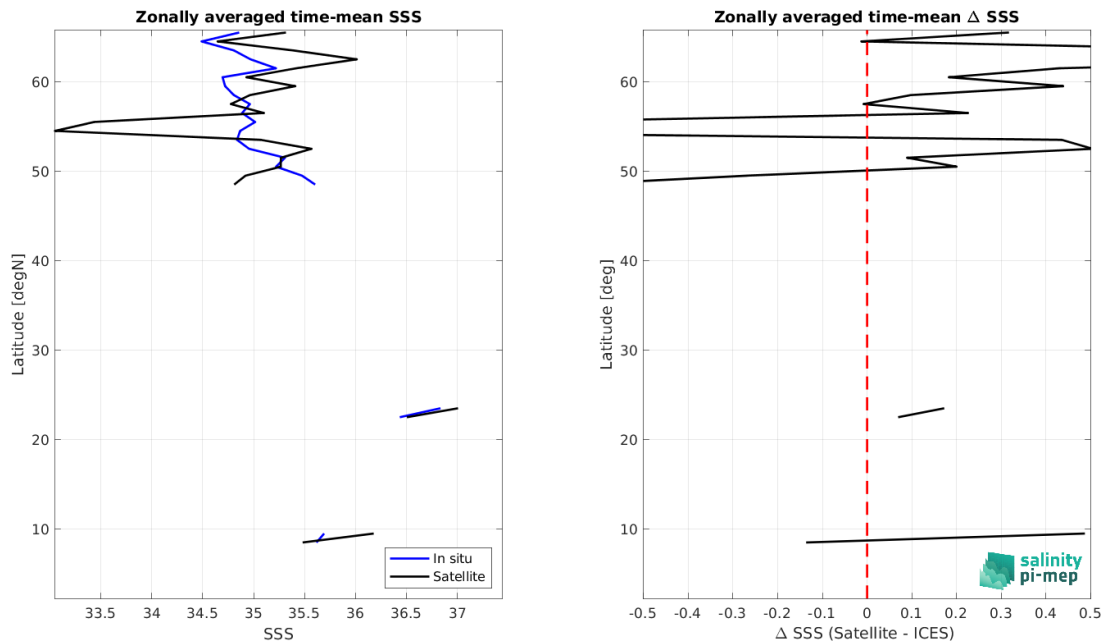 Zonally averaged time-mean SSS
60
50
40
30
20
10
Latitude [degN]
33.5 34 34.5 35 35.5 36 36.5 37
SSS
In situ
Satellite
Zonally averaged time-mean Δ SSS
60
50
40
30
20
10
Latitude [deg]
-0.5 -0.4 -0.3 -0.2 -0.1 0 0.1 0.2 0.3 0.4 0.5
Δ SSS (Satellite - ICES)
salinity
pi-mep